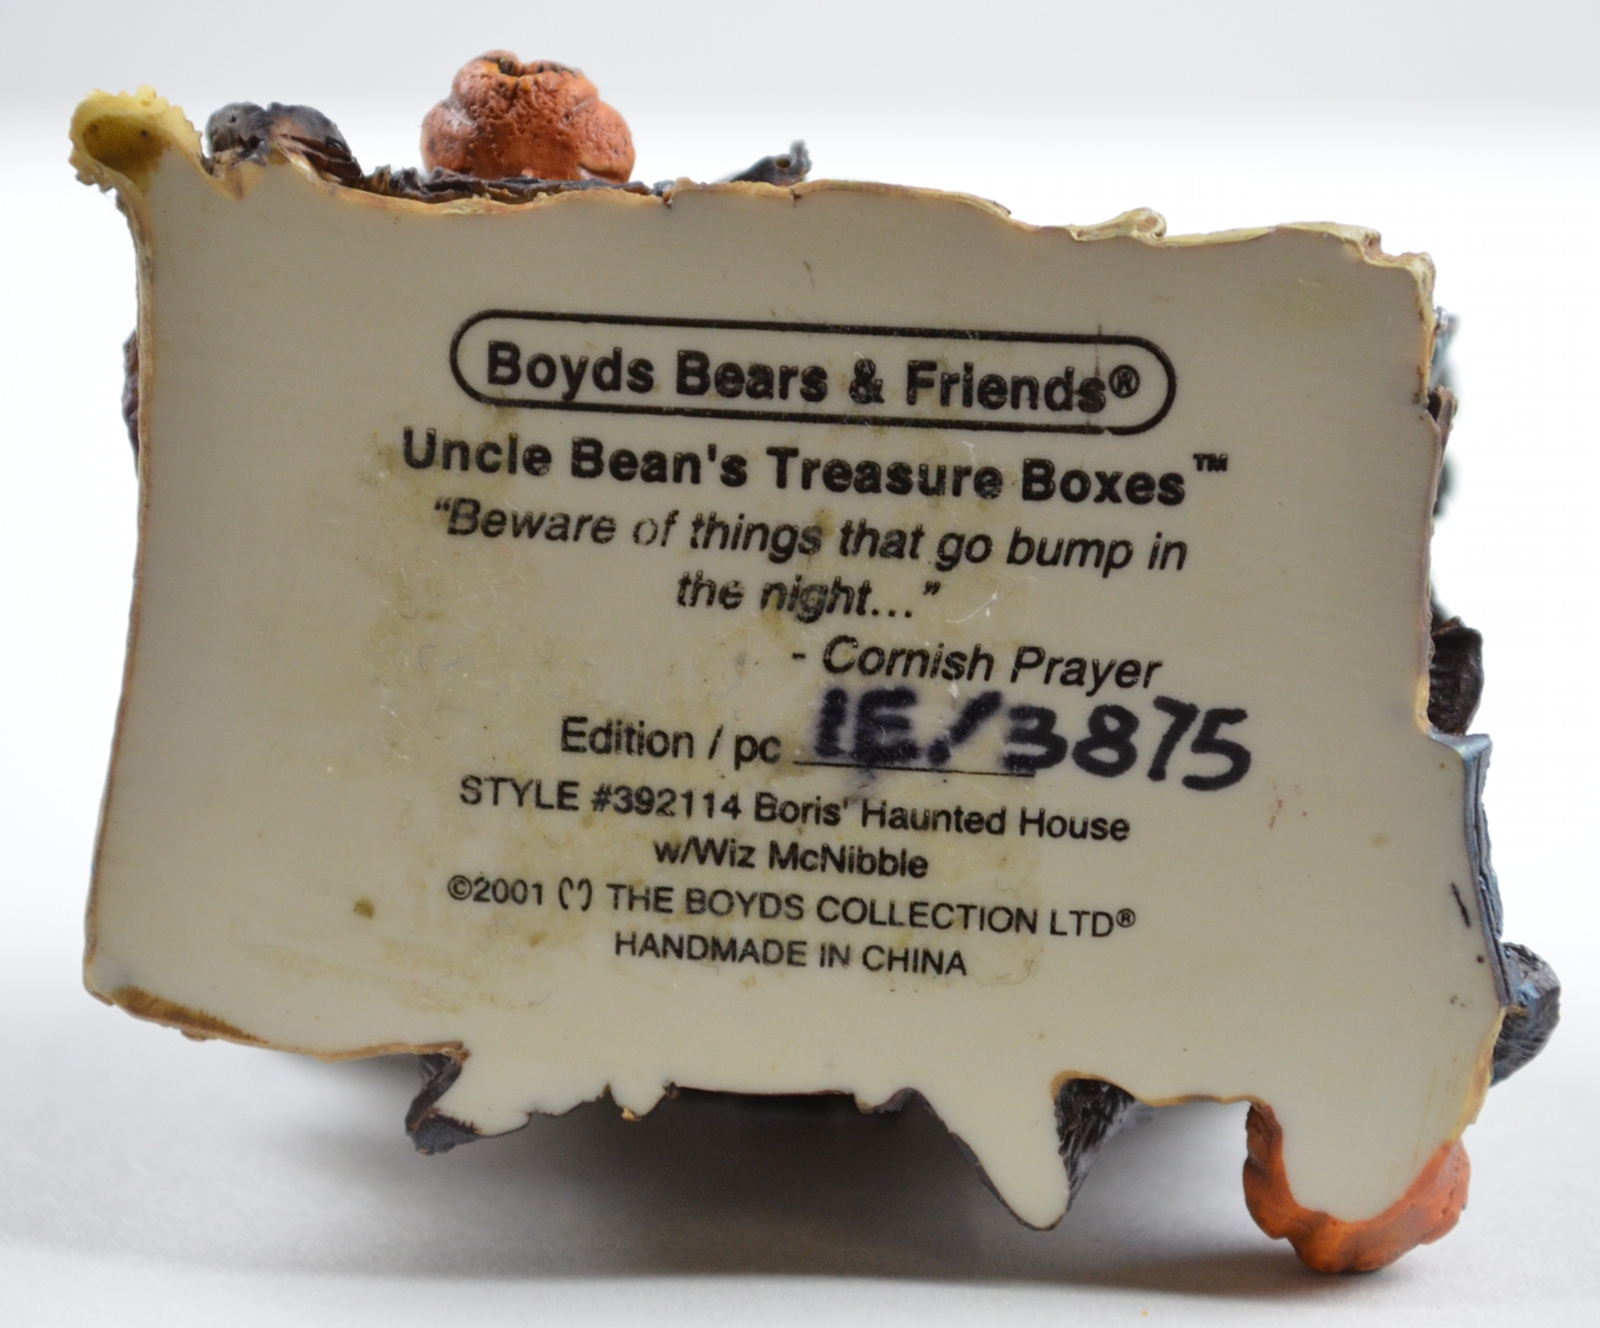 Boyds Bears & Friends®
Uncle Bean's Treasure Boxes™
“Beware of things that go bump in
the night...”
- Cornish Prayer
Edition / pc 1E/3875
STYLE #392114 Boris' Haunted House
w/Wiz McNibble
©2001 THE BOYDS COLLECTION LTD®
HANDMADE IN CHINA